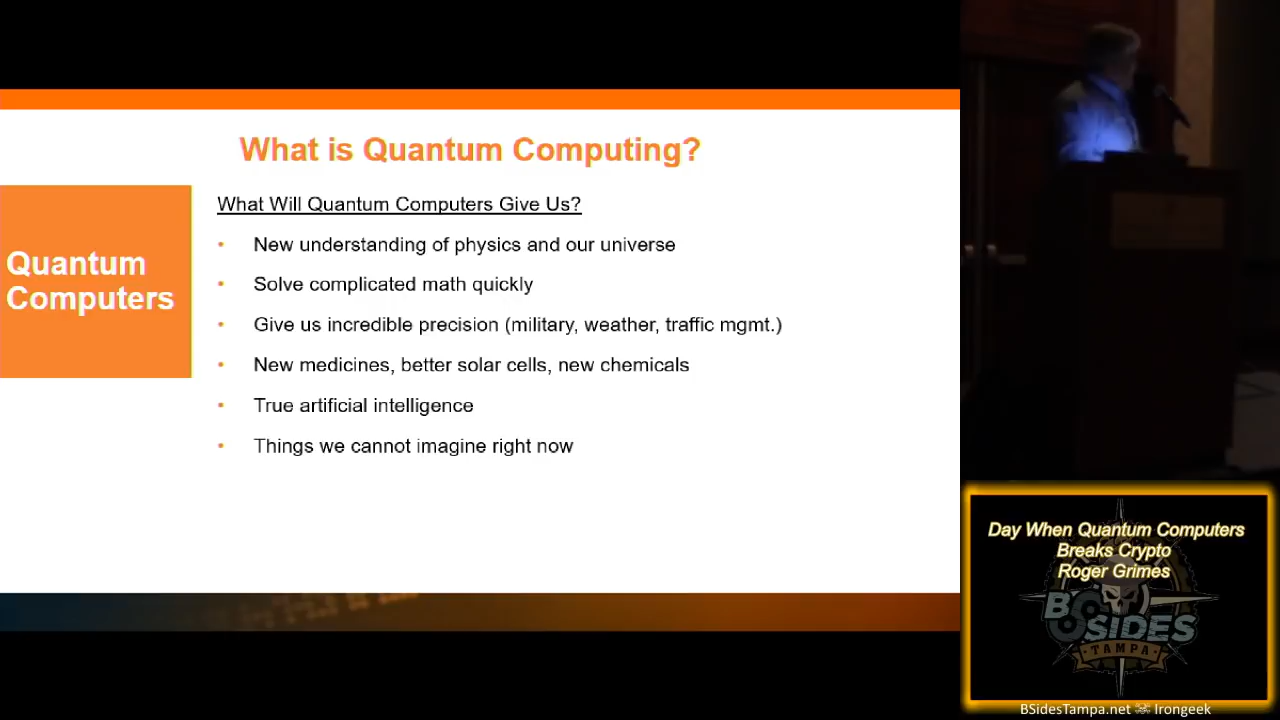 What is Quantum Computing?
Quantum
Computers
What Will Quantum Computers Give Us?
• New understanding of physics and our universe
• Solve complicated math quickly
• Give us incredible precision (military, weather, traffic mgmt.)
• New medicines, better solar cells, new chemicals
• True artificial intelligence
• Things we cannot imagine right now
Day When Quantum Computers
Breaks Crypto
Roger Grimes
BSIDES
TAMPA
BSidesTampa.net ☠ Irongeek